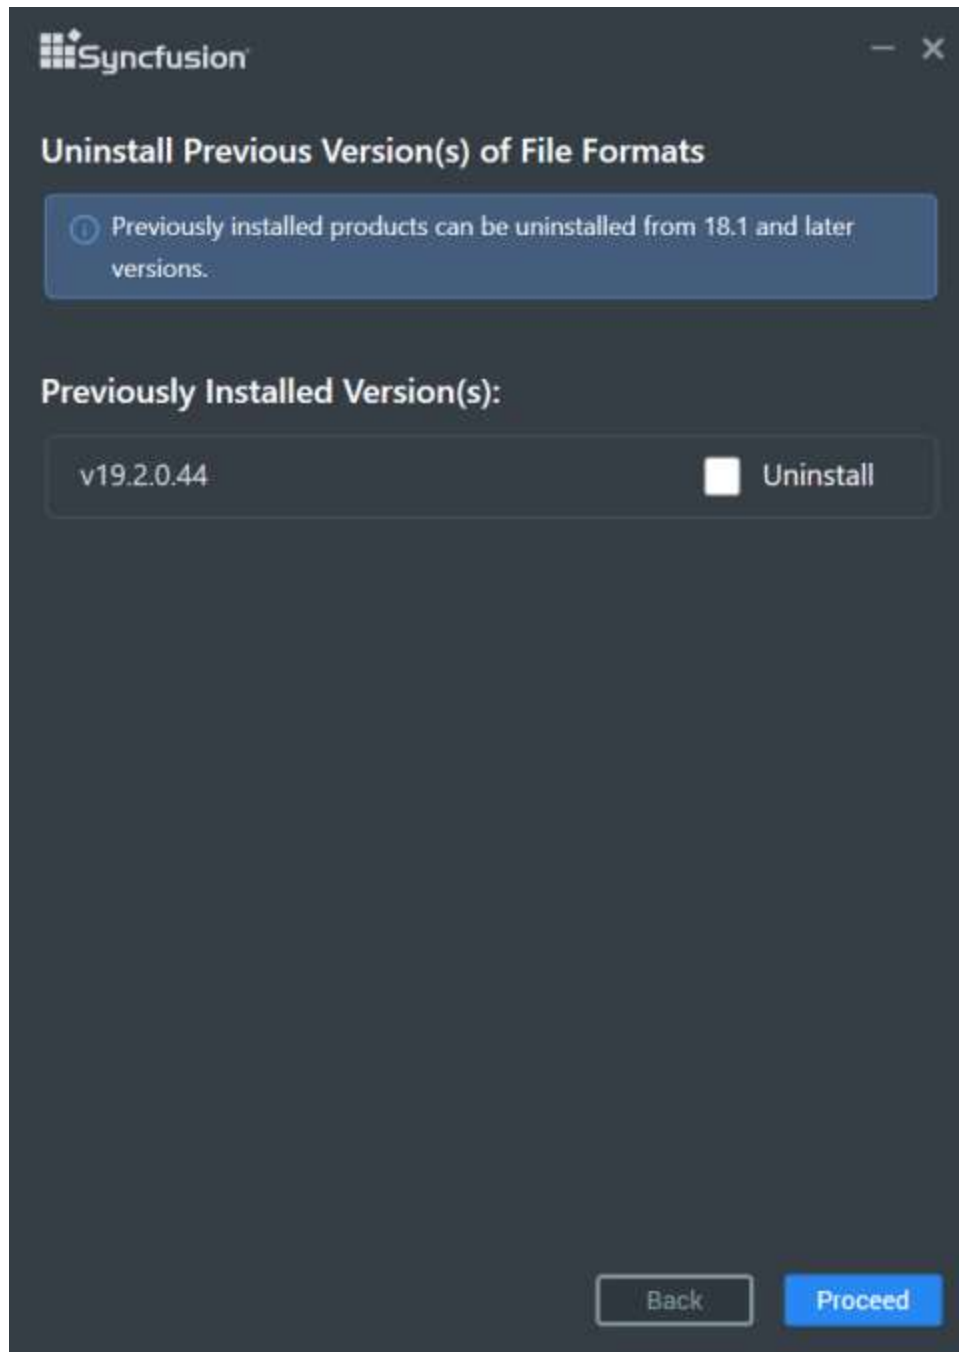 Syncfusion
Uninstall Previous Version(s) of File Formats
Previously installed products can be uninstalled from 18.1 and later
versions.
Previously Installed Version(s):
v19.2.0.44 Uninstall
Back Proceed